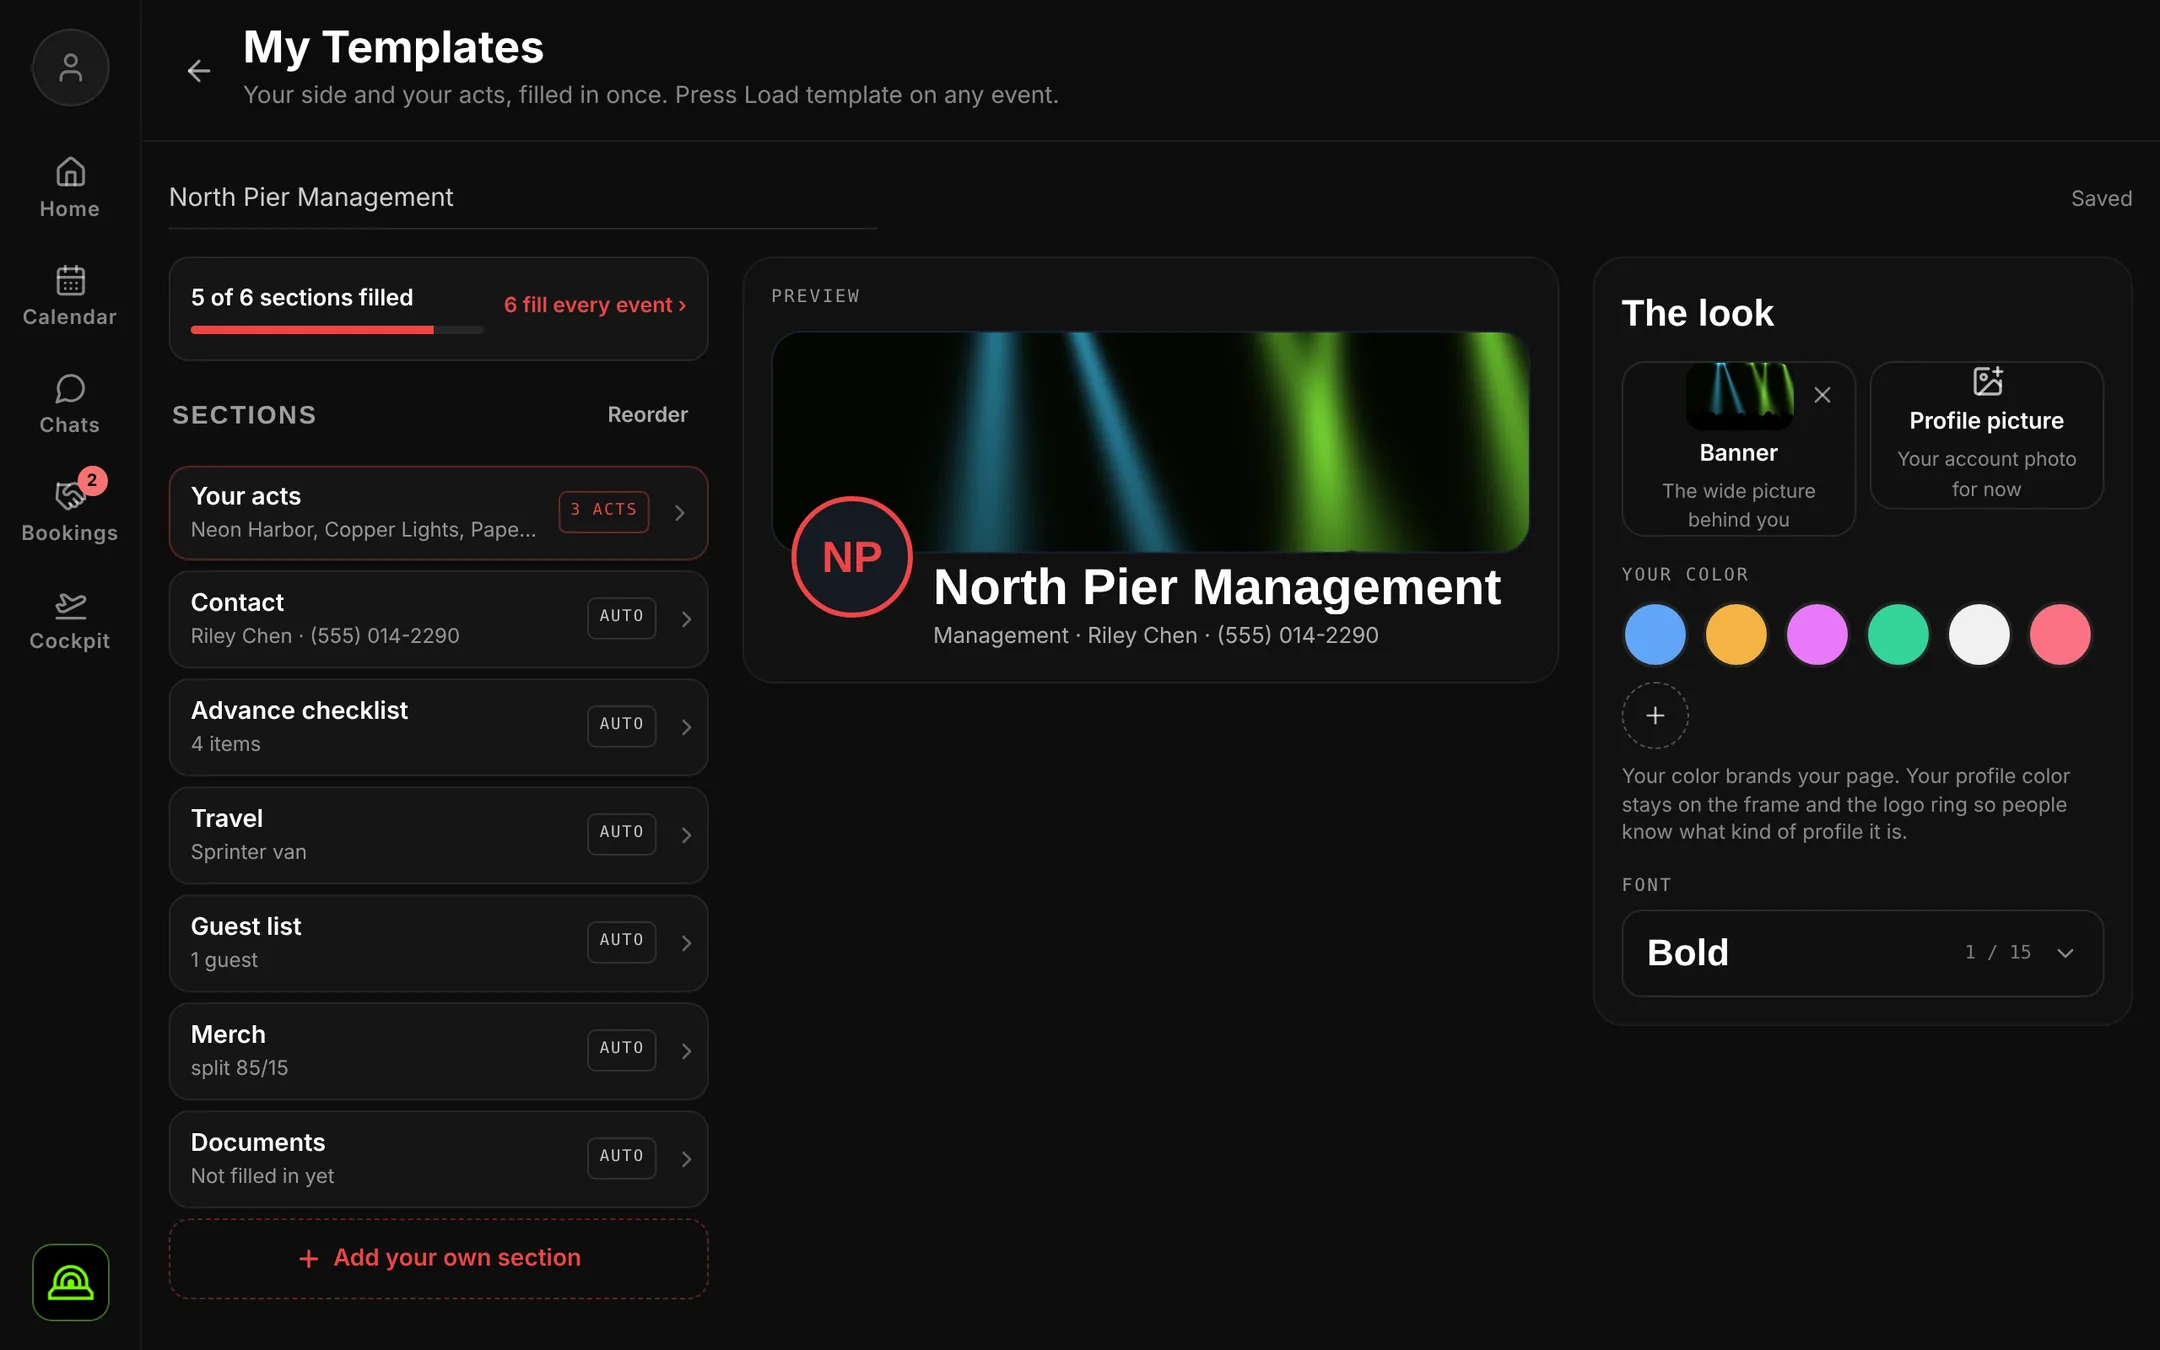 My Templates
Your side and your acts, filled in once. Press Load template on any event.
Home
Calendar
Chats
2
Bookings
Cockpit
North Pier Management
Saved
5 of 6 sections filled
6 fill every event ›
SECTIONS
Reorder
Your acts
Neon Harbor, Copper Lights, Pape...
3 ACTS
Contact
Riley Chen · (555) 014-2290
AUTO
Advance checklist
4 items
AUTO
Travel
Sprinter van
AUTO
Guest list
1 guest
AUTO
Merch
split 85/15
AUTO
Documents
Not filled in yet
AUTO
+ Add your own section
PREVIEW
NP
North Pier Management
Management · Riley Chen · (555) 014-2290
The look
Banner
The wide picture
behind you
Profile picture
Your account photo
for now
YOUR COLOR
Your color brands your page. Your profile color
stays on the frame and the logo ring so people
know what kind of profile it is.
FONT
Bold
1 / 15